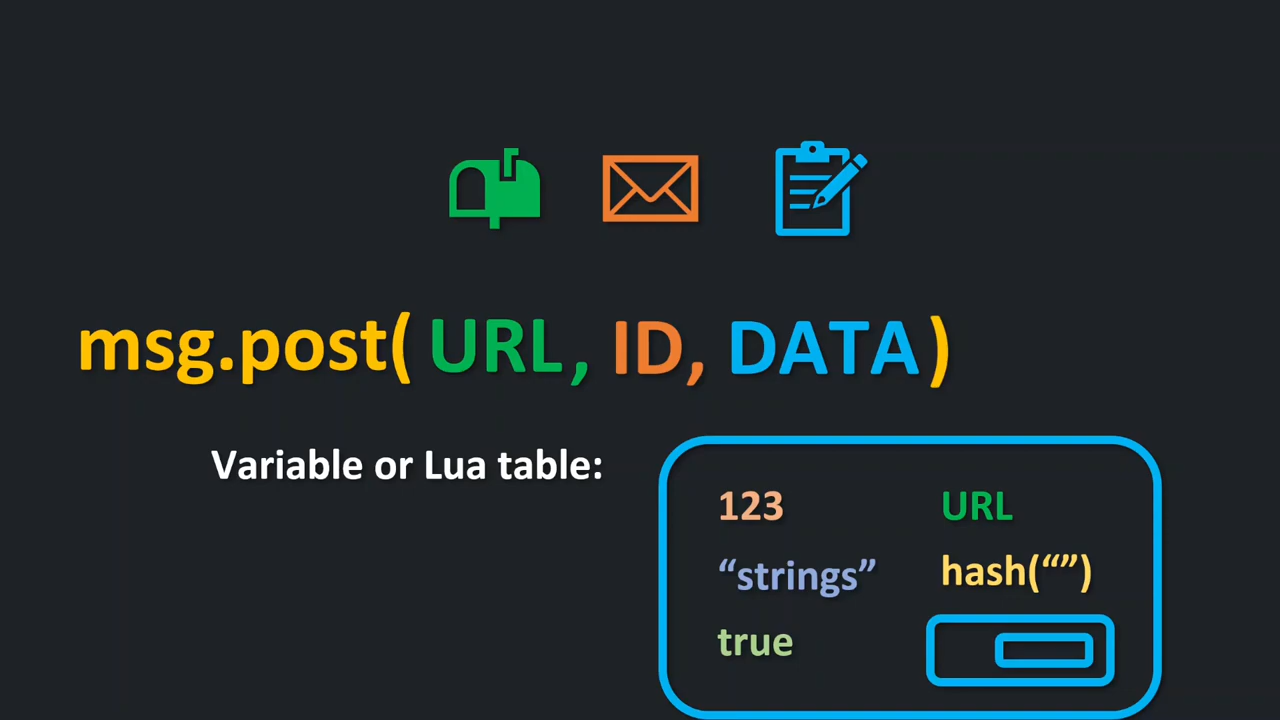 msg.post( URL, ID, DATA )
Variable or Lua table:
123 URL
“strings” hash(“”)
true